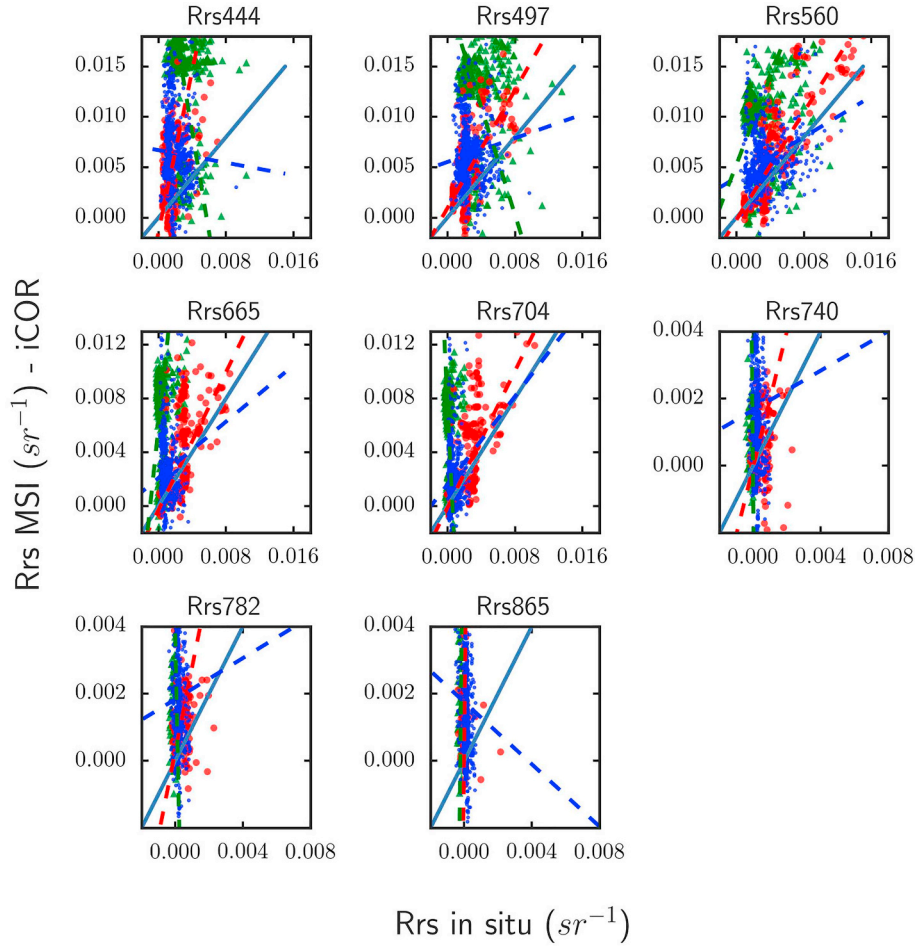 Rrs444 Rrs497 Rrs560
0.015 0.015 0.015
0.010 0.010 0.010
0.005 0.005 0.005
0.000 0.000 0.000
0.000 0.008 0.016 0.000 0.008 0.016 0.000 0.008 0.016
Rrs MSI (sr⁻¹) - iCOR
Rrs665 Rrs704 Rrs740
0.012 0.012 0.004
0.008 0.008 0.002
0.004 0.004 0.000
0.000 0.000
0.000 0.008 0.016 0.000 0.008 0.016 0.000 0.004 0.008
Rrs782 Rrs865
0.004 0.004
0.002 0.002
0.000 0.000
0.000 0.004 0.008 0.000 0.004 0.008
Rrs in situ (sr⁻¹)